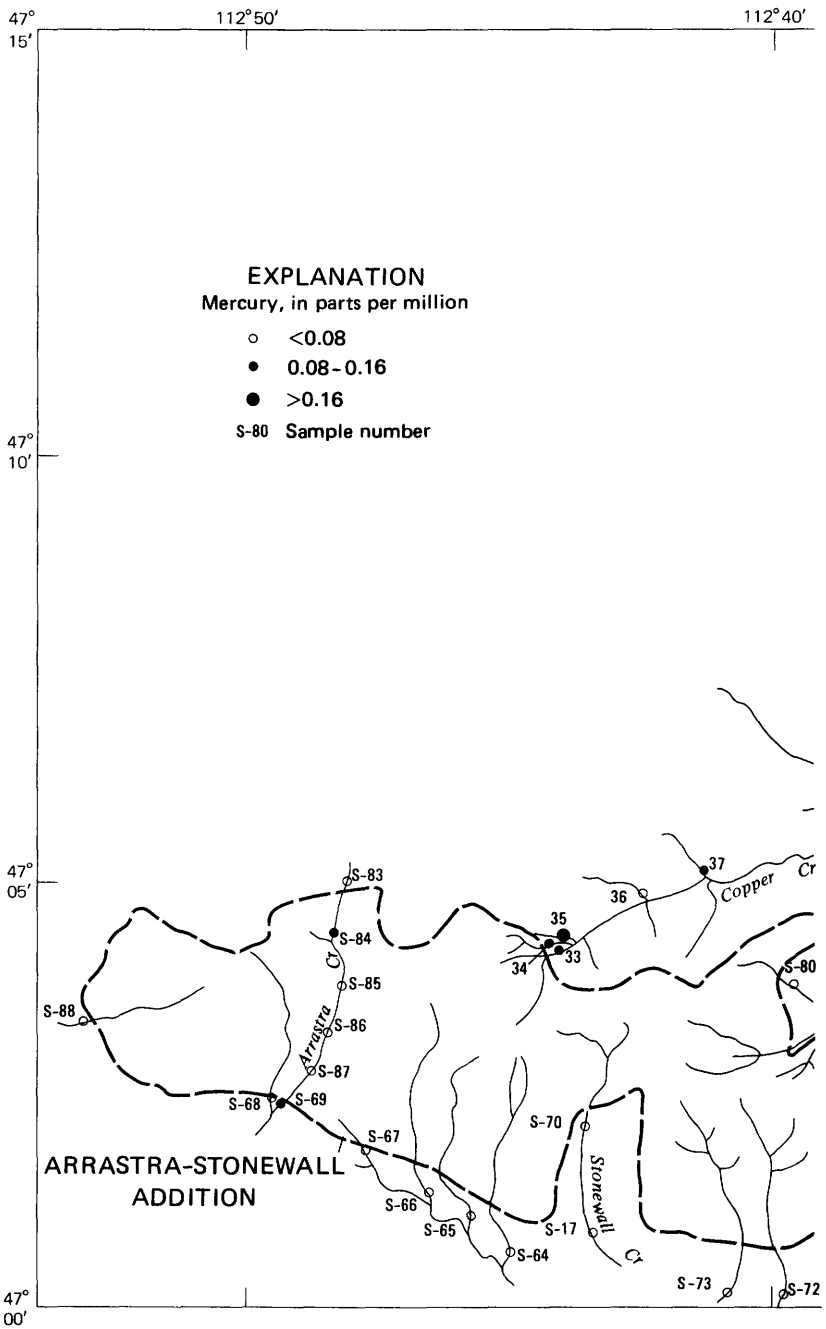 112°50'
112°40'
47°
15'
EXPLANATION
Mercury, in parts per million
<0.08
0.08-0.16
>0.16
S-80 Sample number
47°
10'
47°
05'
S-83
37
Copper Cr
36
35
S-84
33
34
Cr
S-80
S-85
S-88
S-86
Arrastra
S-87
S-68
S-69
S-70
S-67
ARRASTRA-STONEWALL
ADDITION
Stonewall
Cr
S-66
S-65
S-17
S-64
S-73
S-72
47°
00'